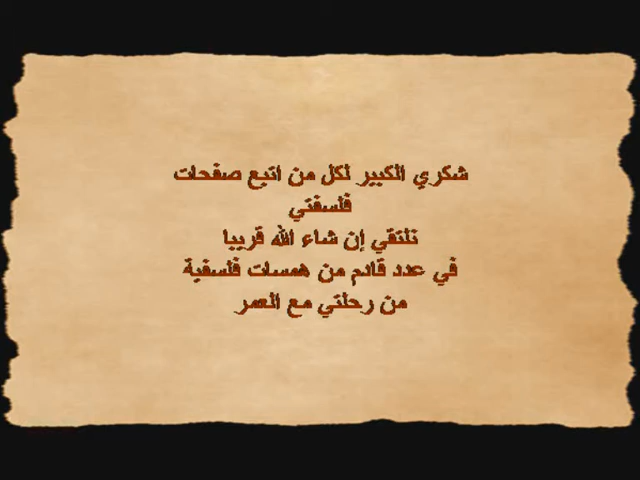 شكري الكبير لكل من اتبع صفحات
فلسفتي
نلتقي إن شاء الله قريبا
في عدد قادم من همسات فلسفية
من رحلتي مع العمر